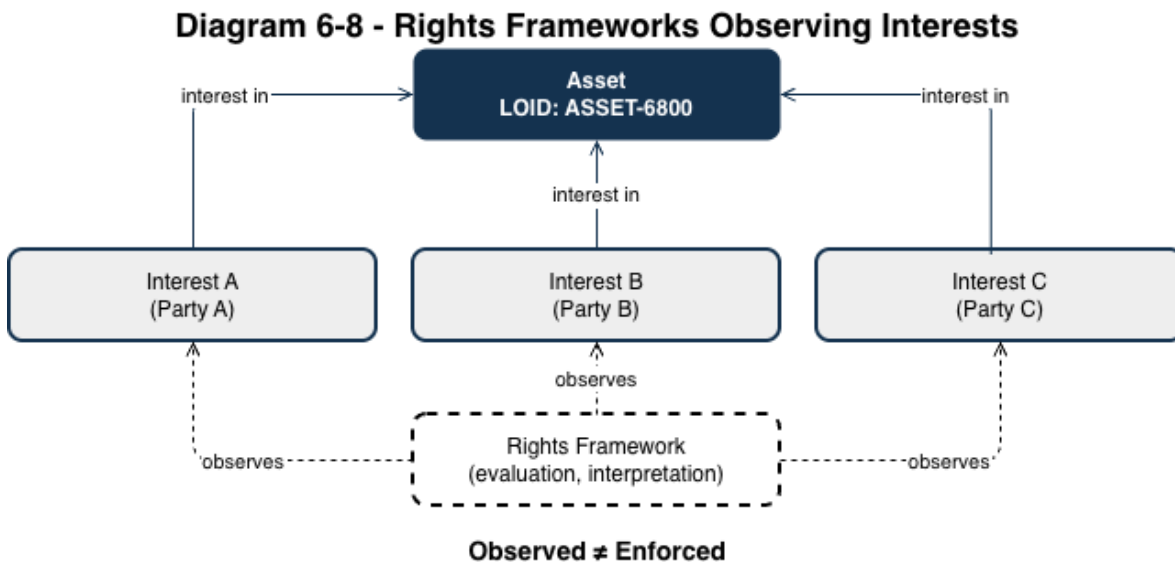 Diagram 6-8 - Rights Frameworks Observing Interests
Asset
LOID: ASSET-6800
interest in
interest in
interest in
Interest A
(Party A)
Interest B
(Party B)
Interest C
(Party C)
observes
Rights Framework
(evaluation, interpretation)
observes
observes
Observed ≠ Enforced